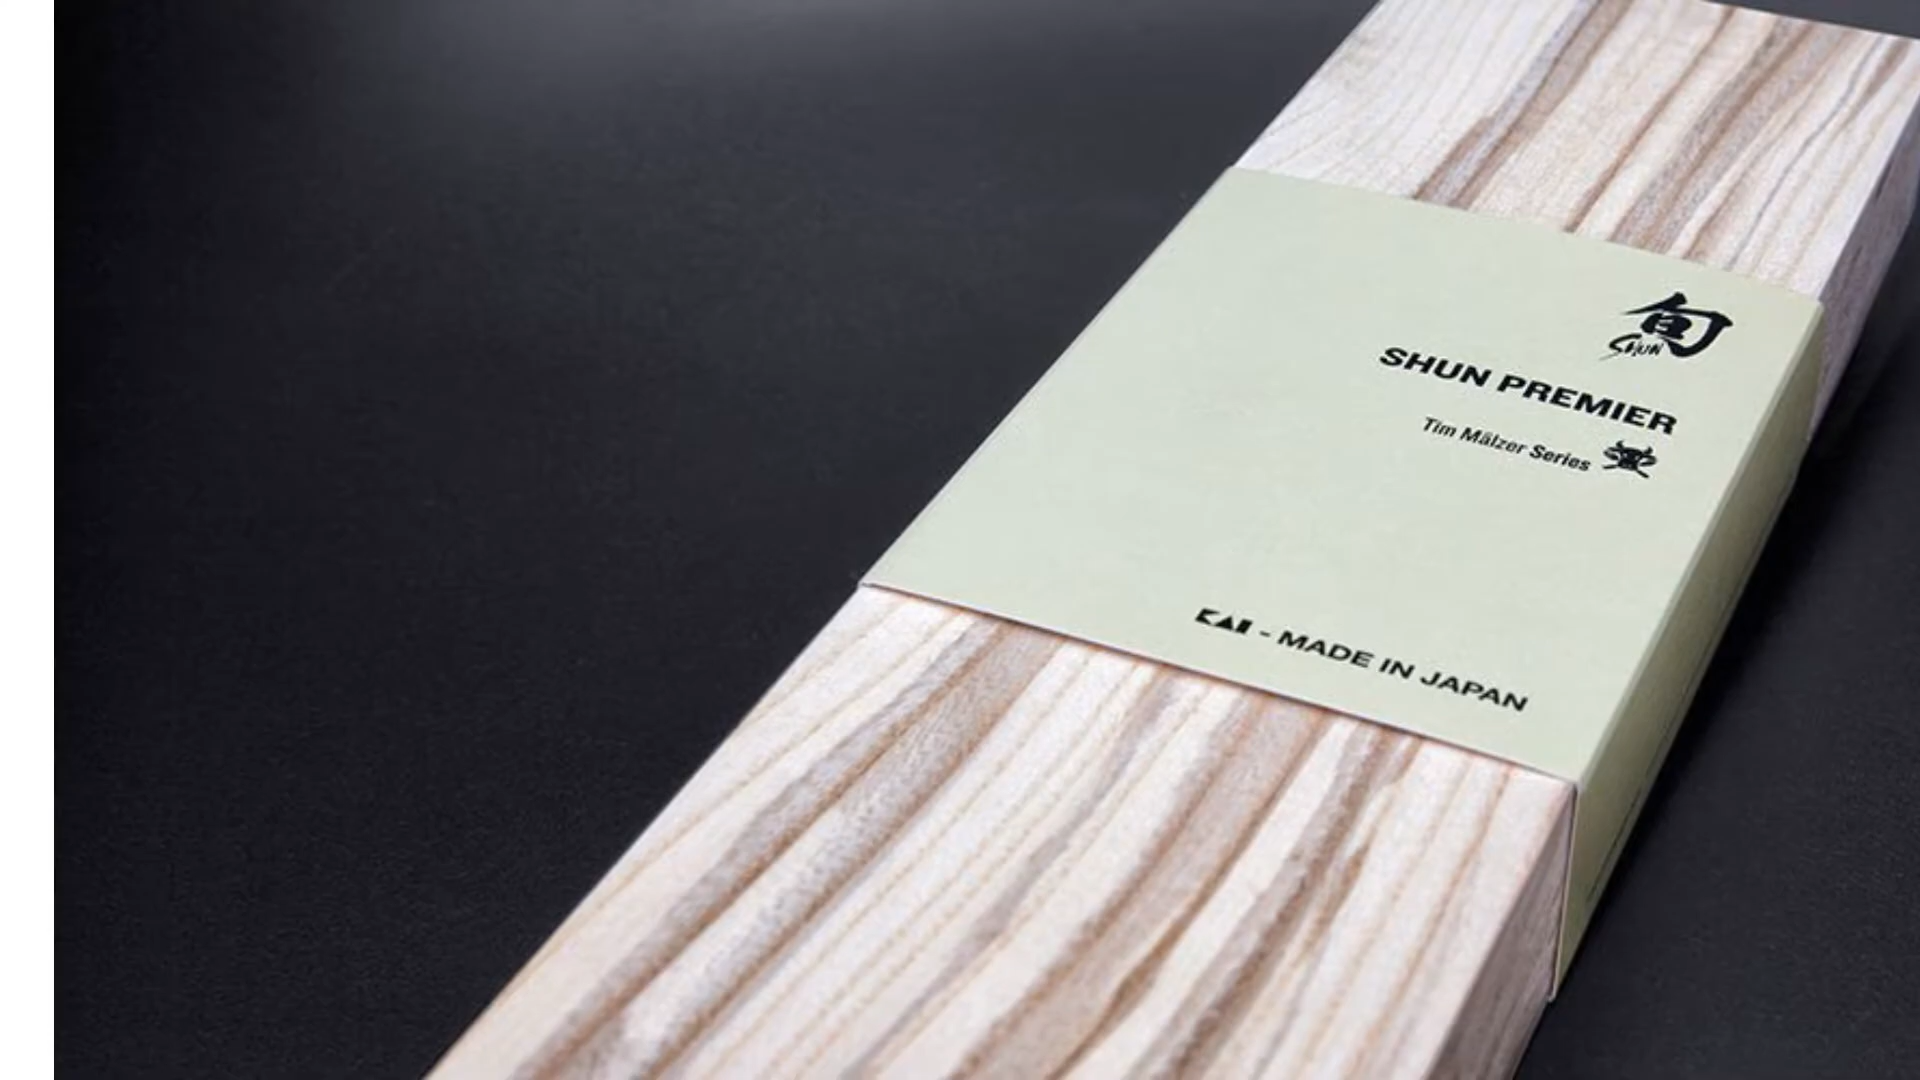 旬
SHUN
SHUN PREMIER
Tim Mälzer Series
KAI - MADE IN JAPAN